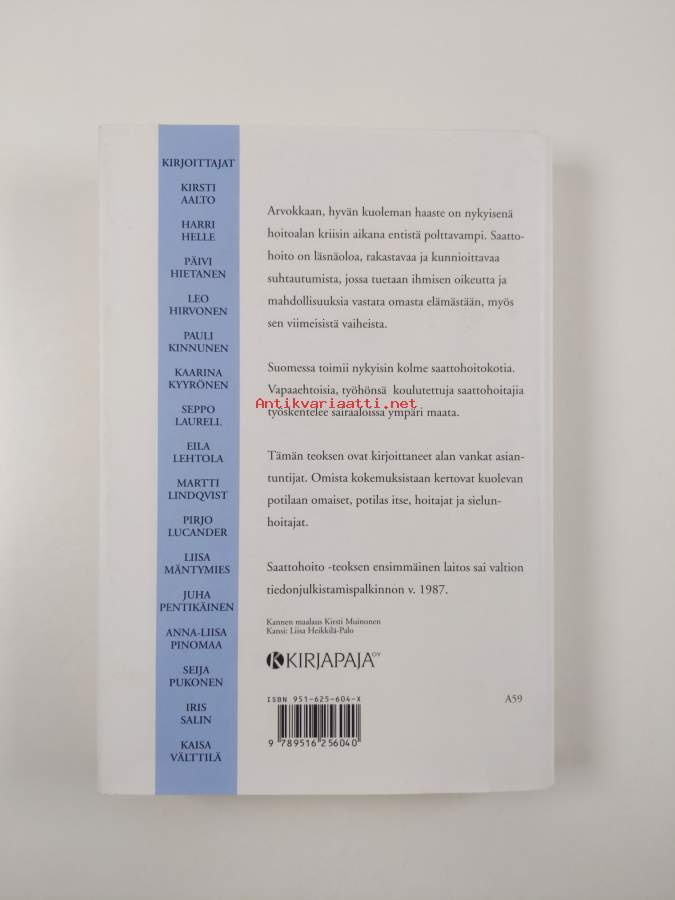 KIRJOITTAJAT
KIRSTI
AALTO
HARRI
HELLE
PÄIVI
HIETANEN
LEO
HIRVONEN
PAULI
KINNUNEN
KAARINA
KYYRÖNEN
SEPPO
LAURELL
EILA
LEHTOLA
MARTTI
LINDQVIST
PIRJO
LUCANDER
LIISA
MÄNTYMIES
JUHA
PENTIKÄINEN
ANNA-LIISA
PINOMAA
SEIJA
PUKONEN
IRIS
SALIN
KAISA
VÄLTTILÄ
Arvokkaan, hyvän kuoleman haaste on nykyisenä
hoitoalan kriisin aikana entistä polttavampi. Saatto-
hoito on läsnäoloa, rakastavaa ja kunnioittavaa
suhtautumista, jossa tuetaan ihmisen oikeutta ja
mahdollisuuksia vastata omasta elämästään, myös
sen viimeisistä vaiheista.
Suomessa toimii nykyisin kolme saattohoitokotia.
Vapaaehtoisia, työhönsä koulutettuja saattohoitajia
Antikvariaatti.net
työskentelee sairaaloissa ympäri maata.
Tämän teoksen ovat kirjoittaneet alan vankat asian-
tuntijat. Omista kokemuksistaan kertovat kuolevan
potilaan omaiset, potilas itse, hoitajat ja sielun-
hoitajat.
Saattohoito -teoksen ensimmäinen laitos sai valtion
tiedonjulkistamispalkinnon v. 1987.
Kannen maalaus Kirsti Muinonen
Kansi: Liisa Heikkilä-Palo
KIRJAPAJA OY
ISBN 951-625-604-X
A59
9 789516 256040